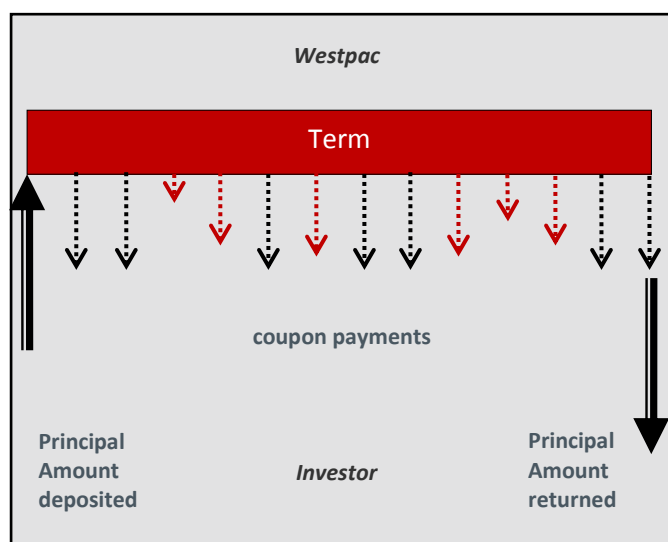 Westpac
Term
coupon payments
Principal
Amount
deposited
Investor
Principal
Amount
returned